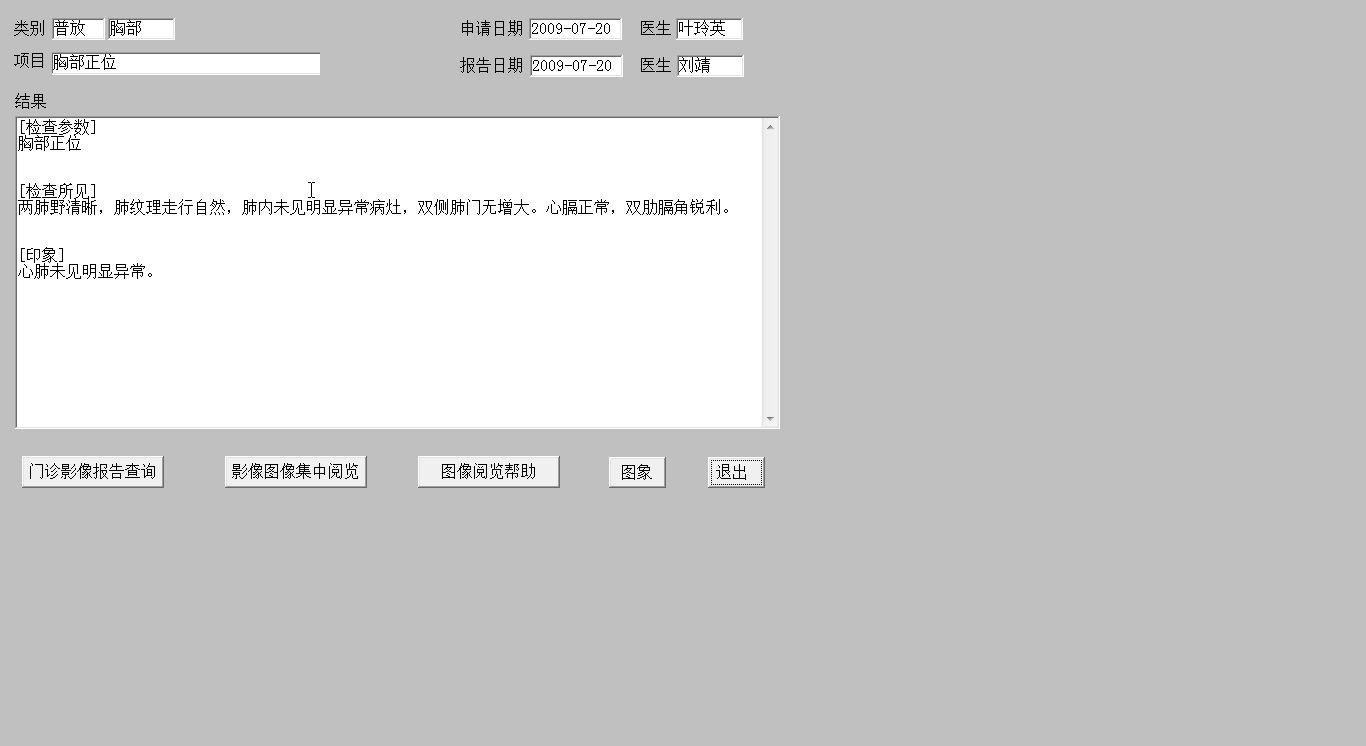 类别 普放 胸部 申请日期 2009-07-20 医生 叶玲英
项目 胸部正位 报告日期 2009-07-20 医生 刘靖
结果
[检查参数]
胸部正位
[检查所见]
两肺野清晰，肺纹理走行自然，肺内未见明显异常病灶，双侧肺门无增大。心膈正常，双肋膈角锐利。
[印象]
心肺未见明显异常。
门诊影像报告查询 影像图像集中阅览 图像阅览帮助 图象 退出